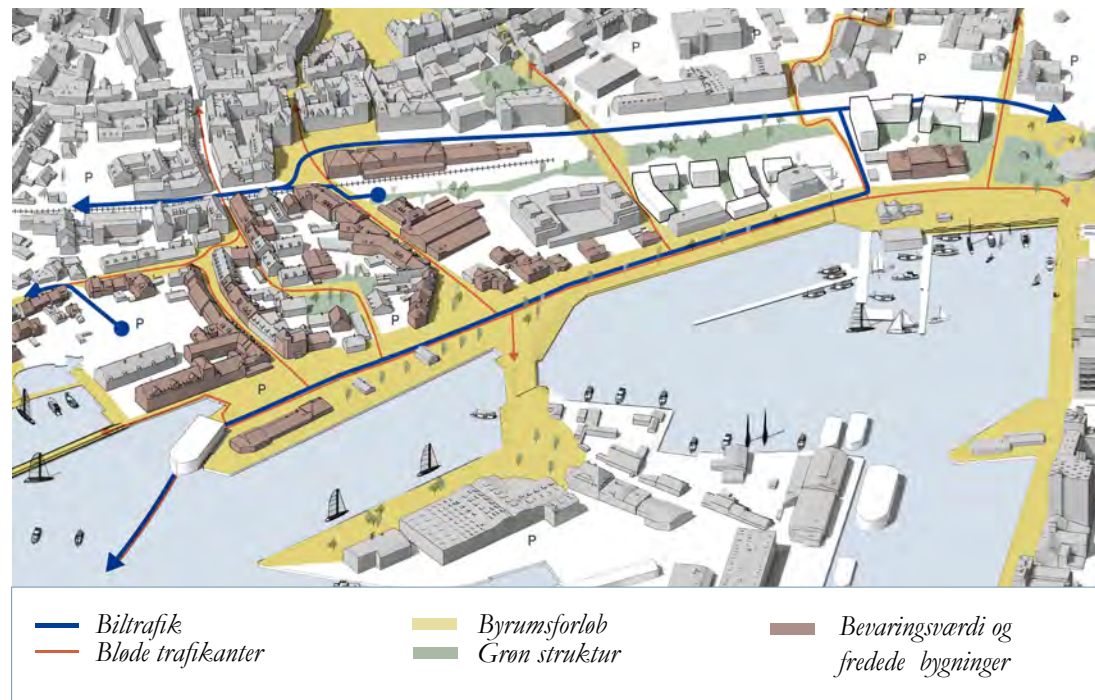 P
P
P
P
P
P
P
P
P
P
P
Biltrafik
Bløde trafikanter
Byrumsforløb
Grøn struktur
Bevaringsværdi og
fredede bygninger